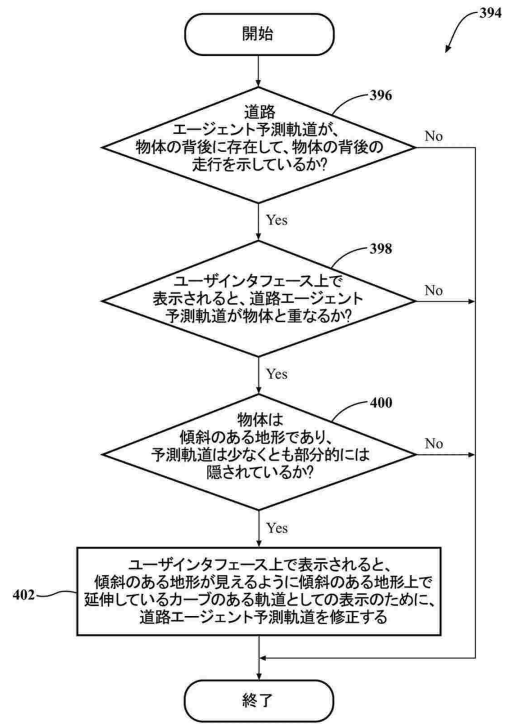 394
開始
396
道路
エージェント予測軌道が、
物体の背後に存在して、物体の背後の
走行を示しているか?
No
Yes
398
ユーザインタフェース上で
表示されると、道路エージェント
予測軌道が物体と重なるか?
No
Yes
400
物体は
傾斜のある地形であり、
予測軌道は少なくとも部分的には
隠されているか?
No
Yes
402
ユーザインタフェース上で表示されると、
傾斜のある地形が見えるように傾斜のある地形上で
延伸しているカーブのある軌道としての表示のために、
道路エージェント予測軌道を修正する
終了